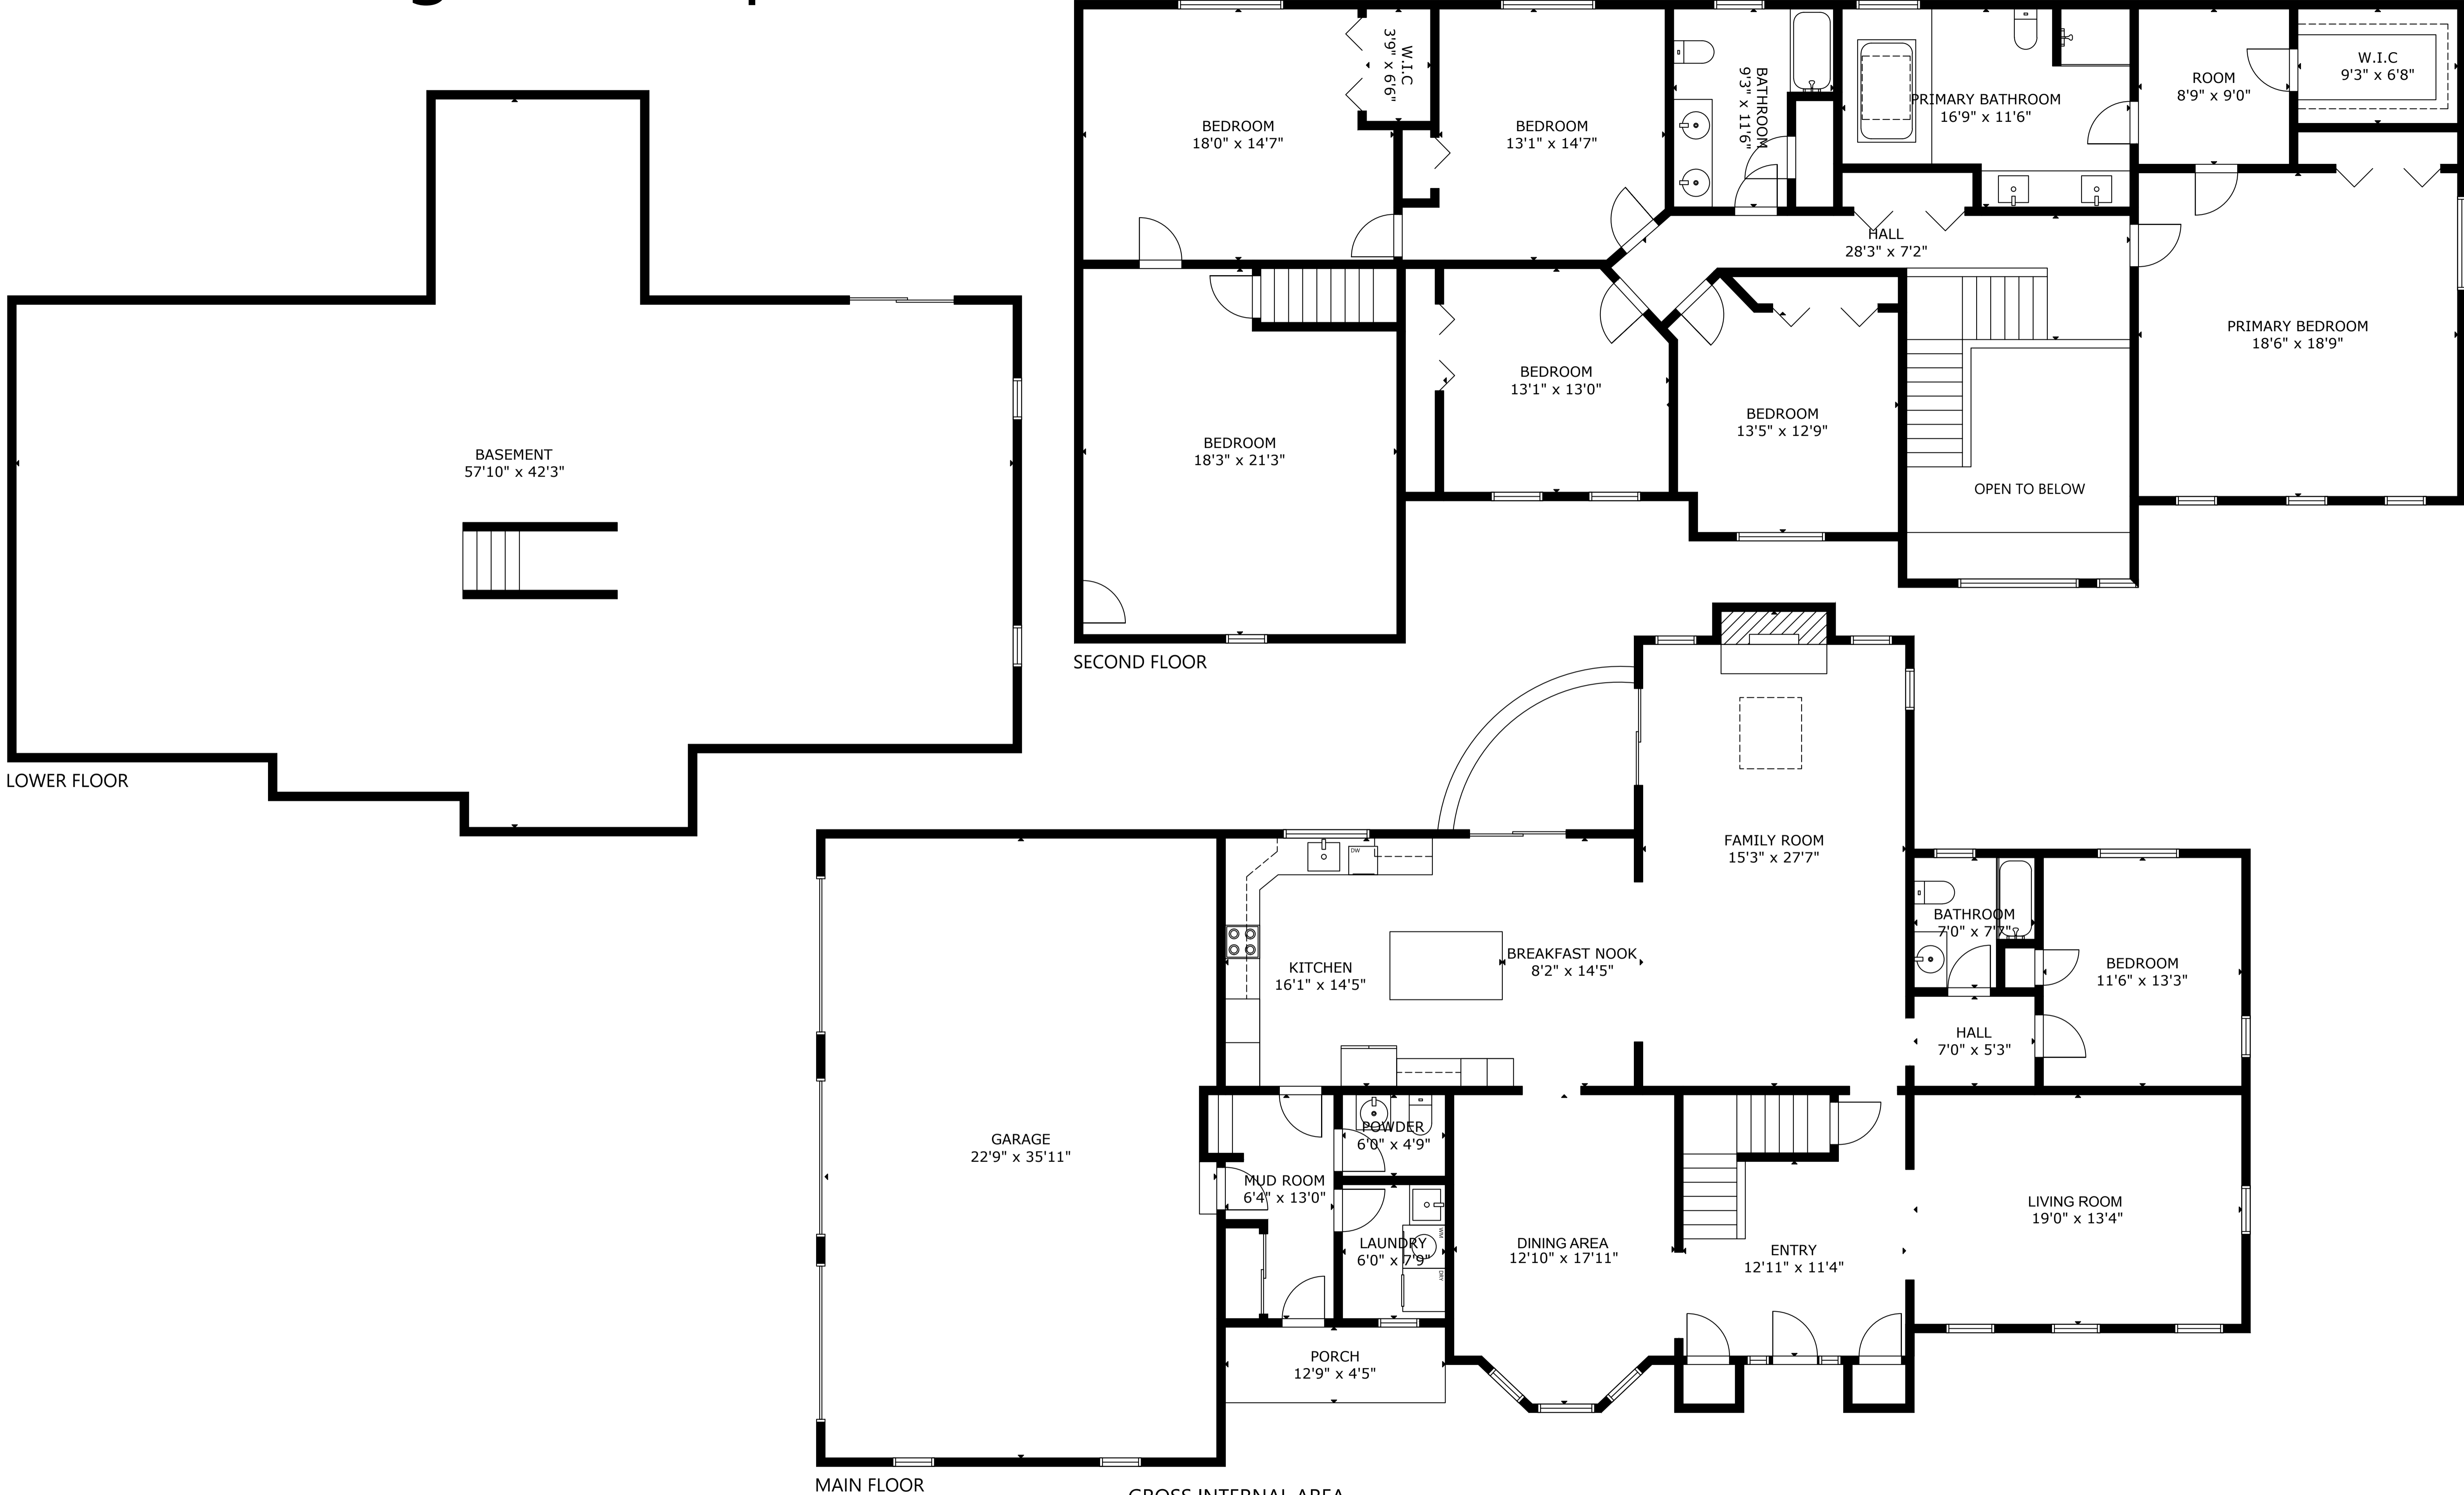 BASEMENT
57'10" x 42'3"
LOWER FLOOR
BEDROOM
18'0" x 14'7"
W.I.C
3'9" x 6'6"
BEDROOM
13'1" x 14'7"
BATHROOM
9'3" x 11'6"
PRIMARY BATHROOM
16'9" x 11'6"
ROOM
8'9" x 9'0"
W.I.C
9'3" x 6'8"
HALL
28'3" x 7'2"
PRIMARY BEDROOM
18'6" x 18'9"
BEDROOM
18'3" x 21'3"
BEDROOM
13'1" x 13'0"
BEDROOM
13'5" x 12'9"
OPEN TO BELOW
SECOND FLOOR
FAMILY ROOM
15'3" x 27'7"
DW
KITCHEN
16'1" x 14'5"
BREAKFAST NOOK
8'2" x 14'5"
BATHROOM
7'0" x 7'7"
BEDROOM
11'6" x 13'3"
HALL
7'0" x 5'3"
GARAGE
22'9" x 35'11"
POWDER
6'0" x 4'9"
MUD ROOM
6'4" x 13'0"
LAUNDRY
6'0" x 7'9"
WM
DRY
DINING AREA
12'10" x 17'11"
ENTRY
12'11" x 11'4"
LIVING ROOM
19'0" x 13'4"
PORCH
12'9" x 4'5"
MAIN FLOOR
GROSS INTERNAL AREA